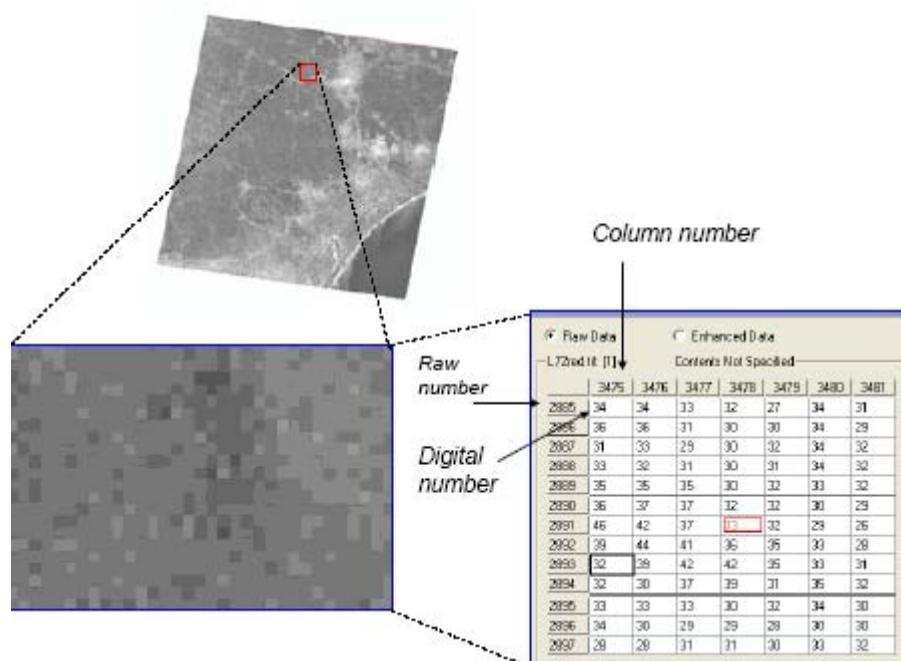 Column number
Raw Data Enhanced Data
Contents Not Specified
Raw
number
Digital
number
3475 3476 3477 3478 3479 3480 3481
2885 34 34 33 32 27 34 31
2886 36 36 31 30 30 34 29
2887 31 33 29 30 32 34 32
2888 33 32 31 30 31 34 32
2889 35 35 35 30 32 33 32
2890 36 37 37 32 32 30 29
2891 46 42 37 33 32 29 26
2892 39 44 41 36 35 33 28
2893 32 39 42 42 35 33 31
2894 32 30 37 39 31 35 32
2895 33 33 33 30 32 34 30
2896 34 30 29 29 28 30 30
2897 28 28 31 31 30 33 32